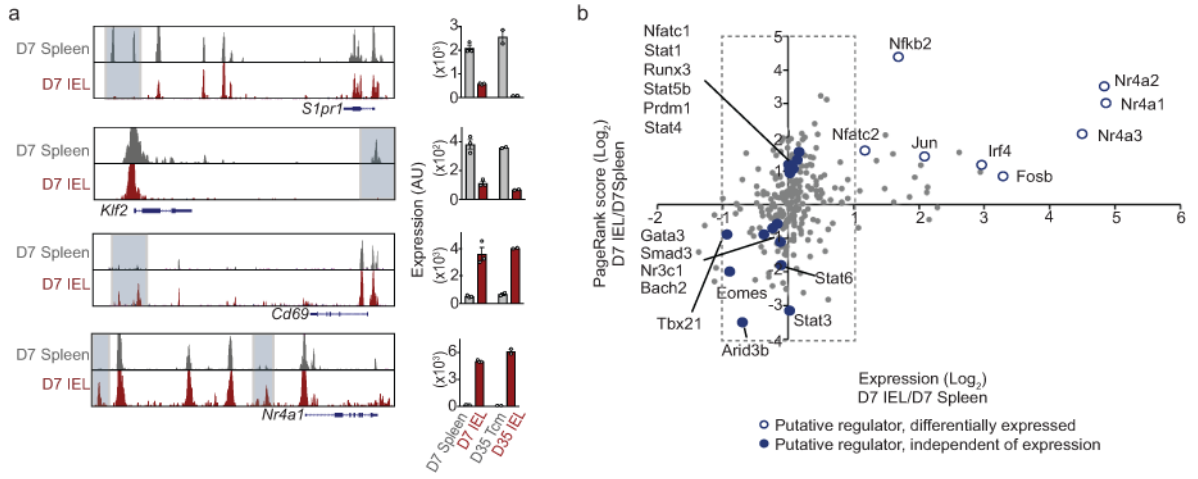 a
D7 Spleen
D7 IEL
S1pr1
D7 Spleen
D7 IEL
Klf2
D7 Spleen
D7 IEL
Cd69
D7 Spleen
D7 IEL
Nr4a1
Expression (AU)
(x10³)
3
2
1
0
(x10²)
4
2
0
(x10³)
4
2
0
(x10³)
6
3
0
D7 Spleen
D7 IEL
D35 Tcm
D35 IEL
b
Nfatc1
Stat1
Runx3
Stat5b
Prdm1
Stat4
Nfkb2
Nr4a2
Nr4a1
Nr4a3
Nfatc2
Jun
Irf4
Fosb
Gata3
Smad3
Nr3c1
Bach2
Tbx21
Eomes
Stat6
Stat3
Arid3b
5
4
3
2
1
-2
-3
-4
-2 -1 1 2 3 4 5 6
PageRank score (Log₂)
D7 IEL/D7Spleen
Expression (Log₂)
D7 IEL/D7 Spleen
Putative regulator, differentially expressed
Putative regulator, independent of expression